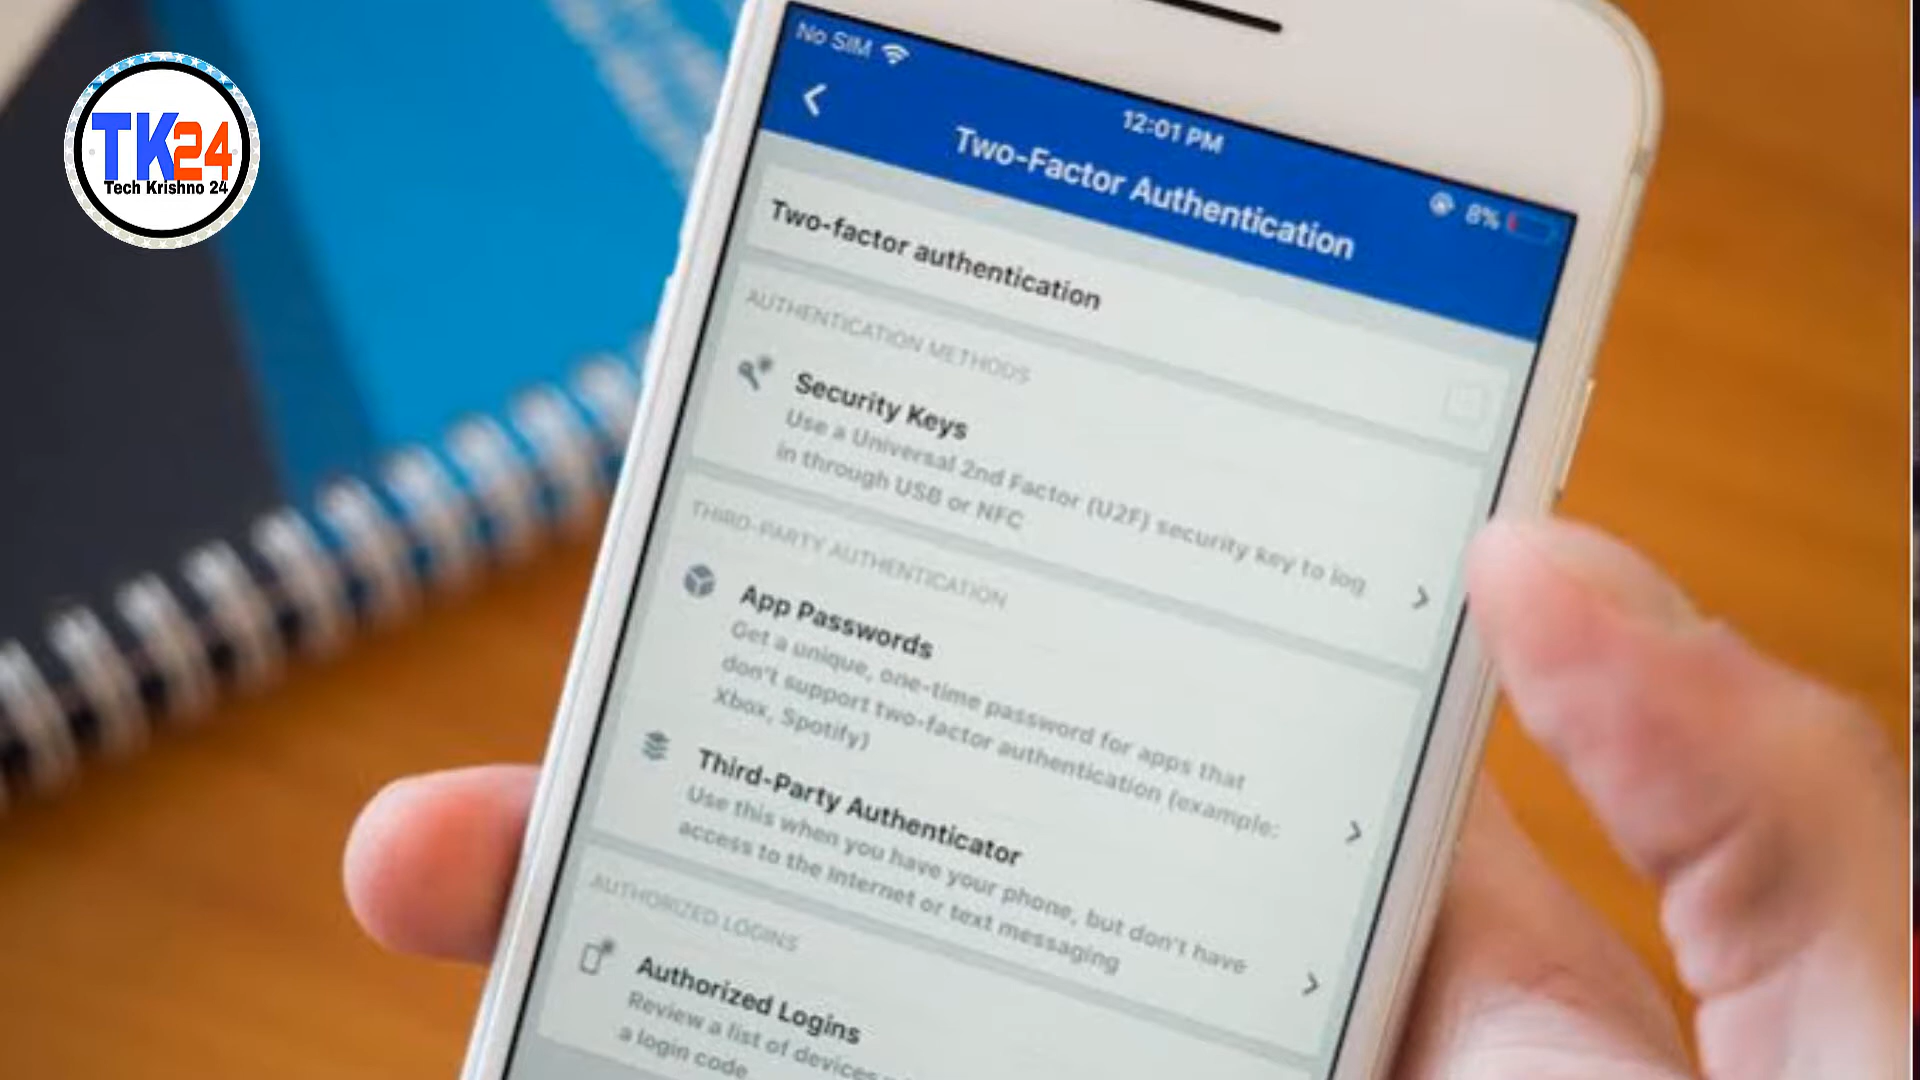 TK24
Tech Krishno 24
No SIM
12:01 PM
8%
Two-Factor Authentication
Two-factor authentication
AUTHENTICATION METHODS
Security Keys
Use a Universal 2nd Factor (U2F) security key to log
in through USB or NFC
THIRD-PARTY AUTHENTICATION
App Passwords
Get a unique, one-time password for apps that
don't support two-factor authentication (example:
Xbox, Spotify)
Third-Party Authenticator
Use this when you have your phone, but don't have
access to the Internet or text messaging
AUTHORIZED LOGINS
Authorized Logins
Review a list of devices
a login code